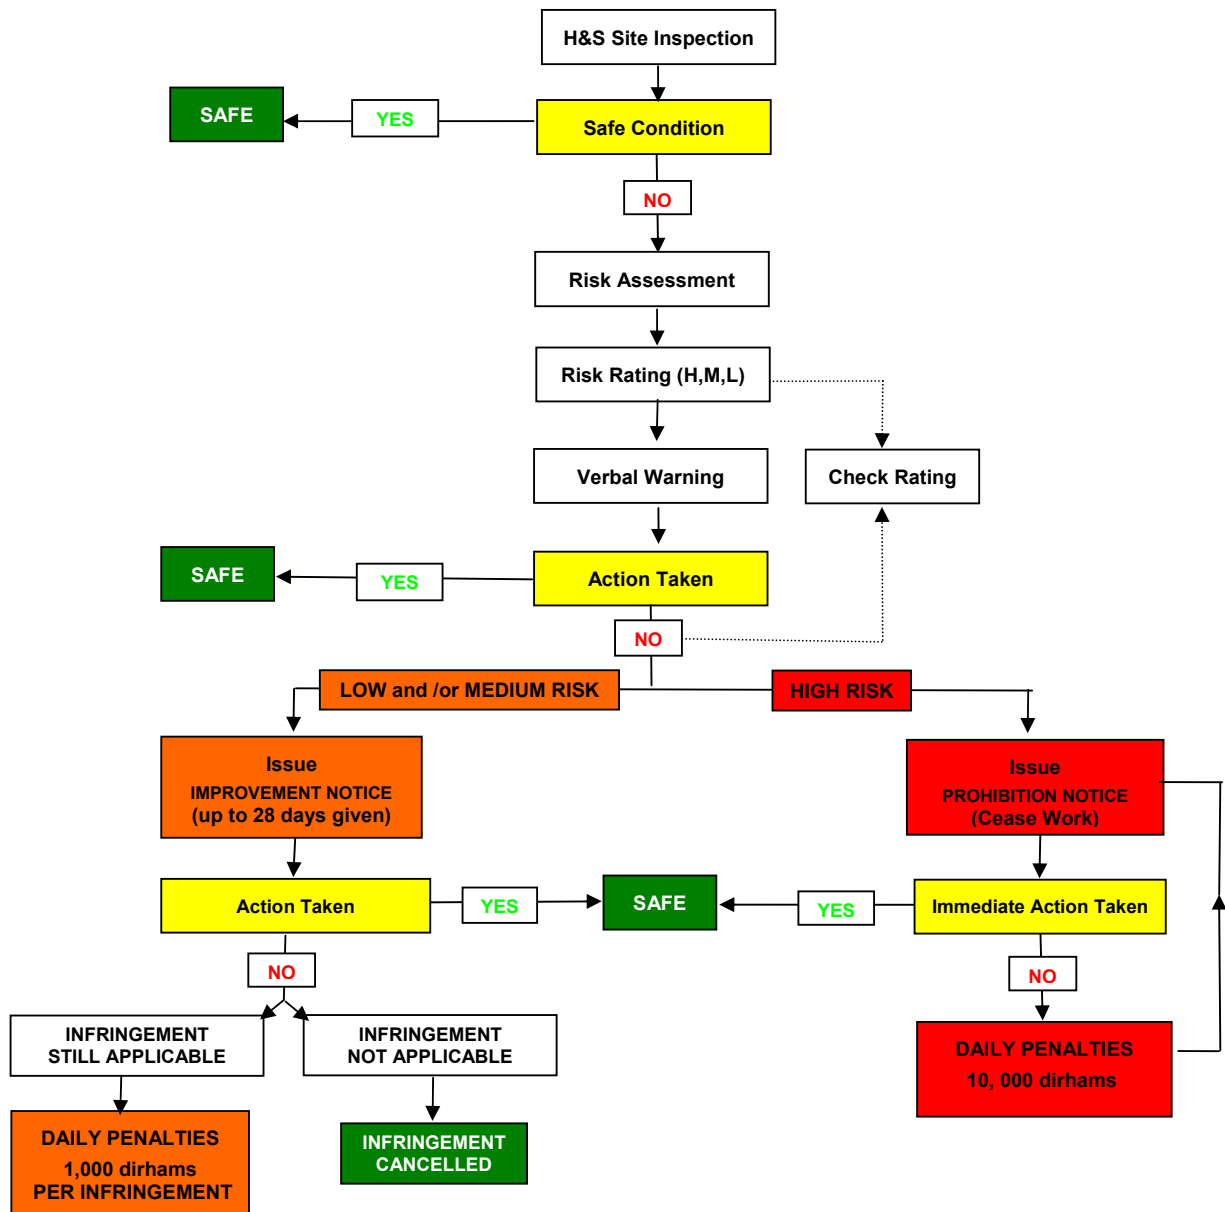 H&S Site Inspection
SAFE
YES
Safe Condition
NO
Risk Assessment
Risk Rating (H,M,L)
Verbal Warning
Check Rating
SAFE
YES
Action Taken
NO
LOW and /or MEDIUM RISK
HIGH RISK
Issue
IMPROVEMENT NOTICE
(up to 28 days given)
Issue
PROHIBITION NOTICE
(Cease Work)
Action Taken
YES
SAFE
YES
Immediate Action Taken
NO
NO
INFRINGEMENT
STILL APPLICABLE
INFRINGEMENT
NOT APPLICABLE
DAILY PENALTIES
10, 000 dirhams
DAILY PENALTIES
1,000 dirhams
PER INFRINGEMENT
INFRINGEMENT
CANCELLED